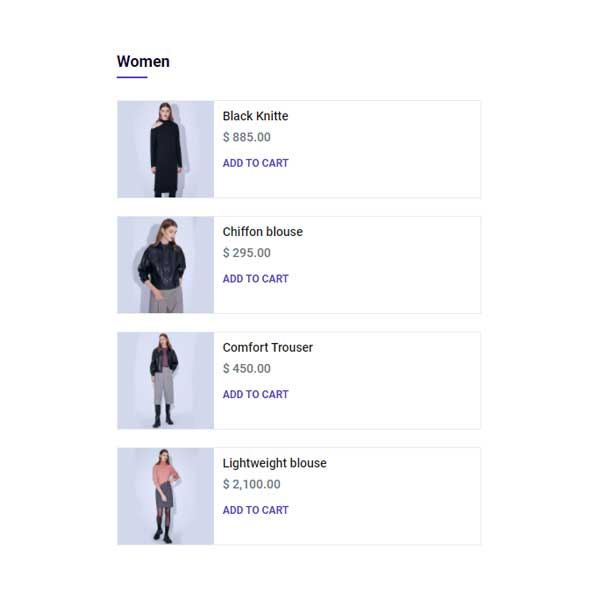 Women
Black Knitte
$ 885.00
ADD TO CART
Chiffon blouse
$ 295.00
ADD TO CART
Comfort Trouser
$ 450.00
ADD TO CART
Lightweight blouse
$ 2,100.00
ADD TO CART